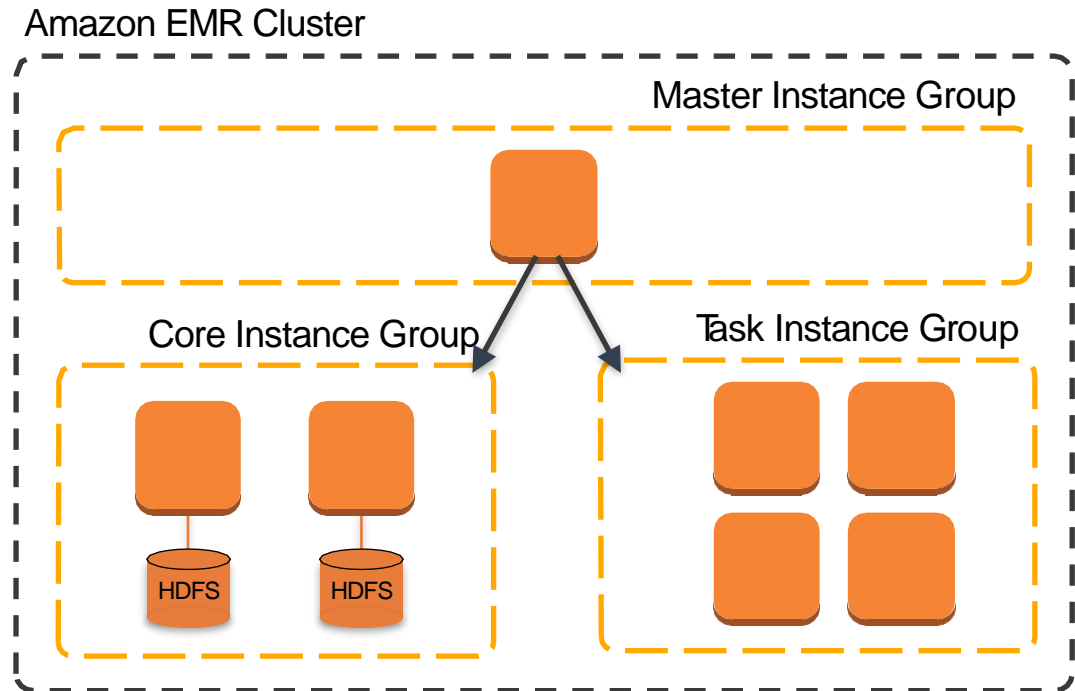 Amazon EMR Cluster
Master Instance Group
Core Instance Group
Task Instance Group
HDFS
HDFS